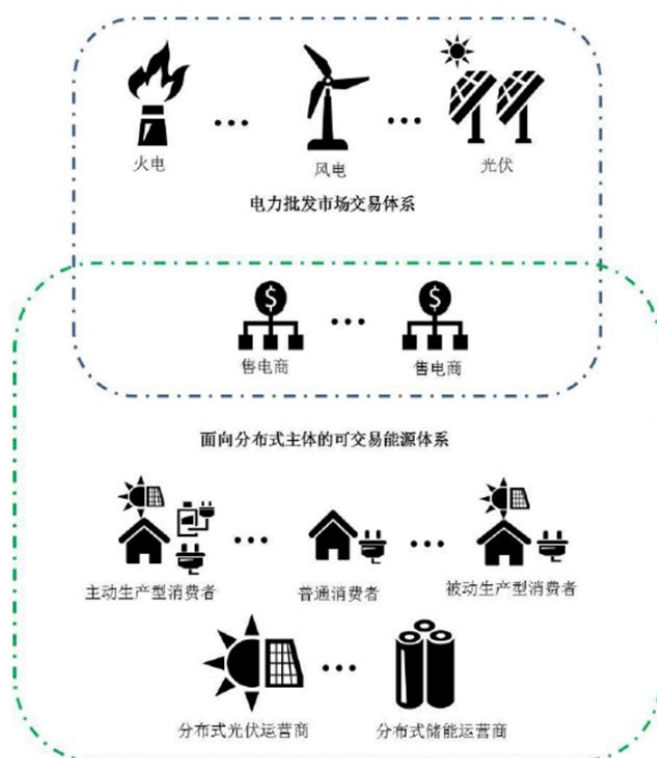 火电
风电
光伏
电力批发市场交易体系
售电商
售电商
面向分布式主体的可交易能源体系
主动生产型消费者
普通消费者
被动生产型消费者
分布式光伏运营商
分布式储能运营商